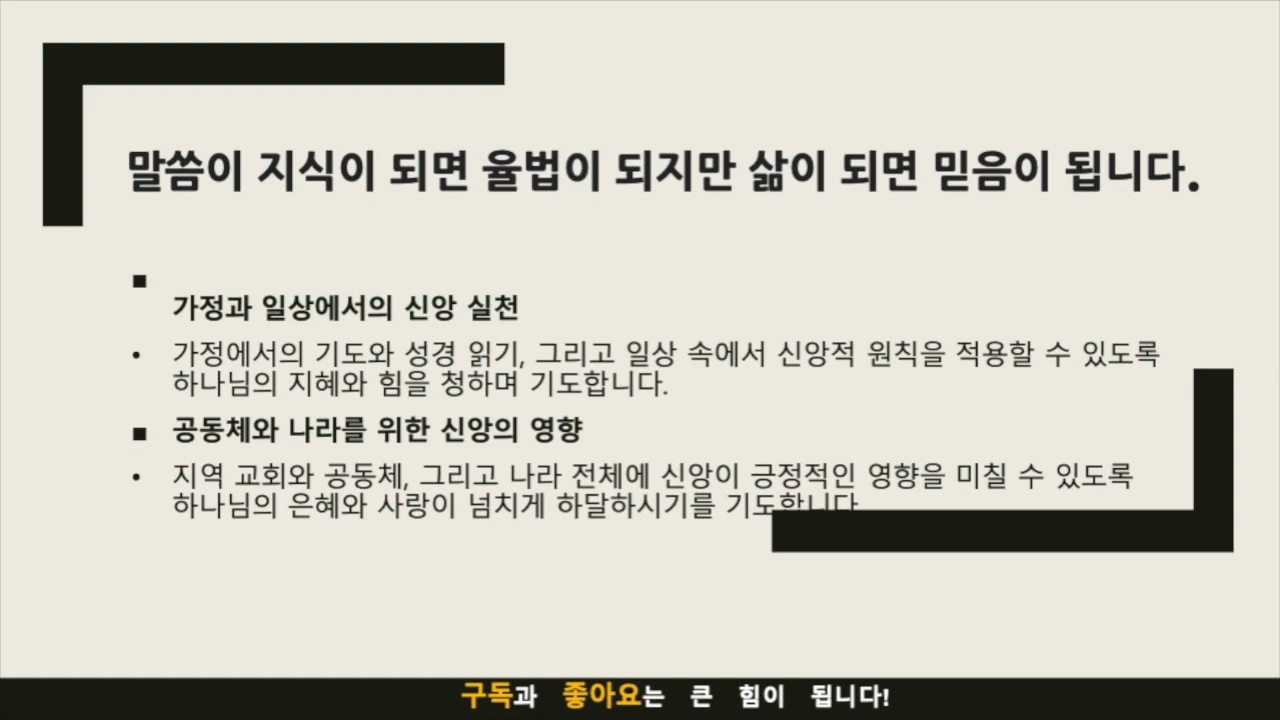 말씀이 지식이 되면 율법이 되지만 삶이 되면 믿음이 됩니다.
가정과 일상에서의 신앙 실천
가정에서의 기도와 성경 읽기, 그리고 일상 속에서 신앙적 원칙을 적용할 수 있도록
하나님의 지혜와 힘을 청하며 기도합니다.
공동체와 나라를 위한 신앙의 영향
지역 교회와 공동체, 그리고 나라 전체에 신앙이 긍정적인 영향을 미칠 수 있도록
하나님의 은혜와 사랑이 넘치게 하달하시기를 기도합니다
구독과 좋아요는 큰 힘이 됩니다!